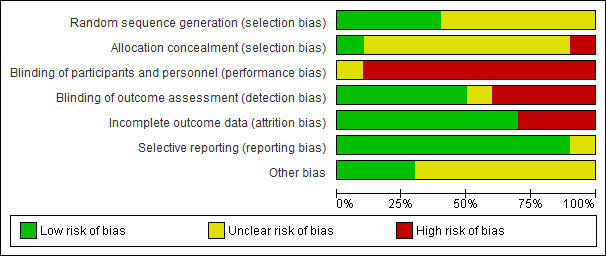 Random sequence generation (selection bias)
Allocation concealment (selection bias)
Blinding of participants and personnel (performance bias)
Blinding of outcome assessment (detection bias)
Incomplete outcome data (attrition bias)
Selective reporting (reporting bias)
Other bias
0% 25% 50% 75% 100%
Low risk of bias Unclear risk of bias High risk of bias